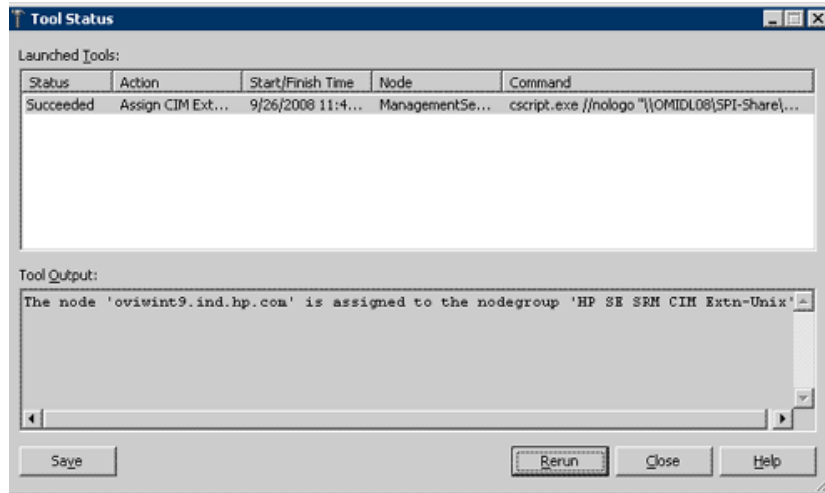 Tool Status
Launched Tools:
Status Action Start/Finish Time Node Command
Succeeded Assign CIM Ext... 9/26/2008 11:4... ManagementSe... cscript.exe //nologo "\\OMIDL08\SPI-Share\...
Tool Output:
The node 'oviwint9.ind.hp.com' is assigned to the nodegroup 'HP SE SRM CIM Extn-Unix'
Save Rerun Close Help